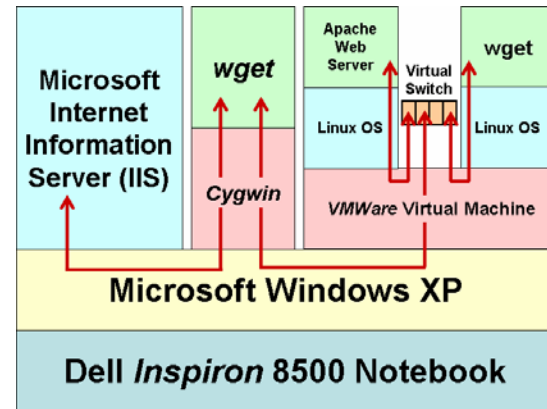 Microsoft
Internet
Information
Server (IIS)
wget
Cygwin
Apache
Web
Server
Virtual
Switch
wget
Linux OS
Linux OS
VMWare Virtual Machine
Microsoft Windows XP
Dell Inspiron 8500 Notebook